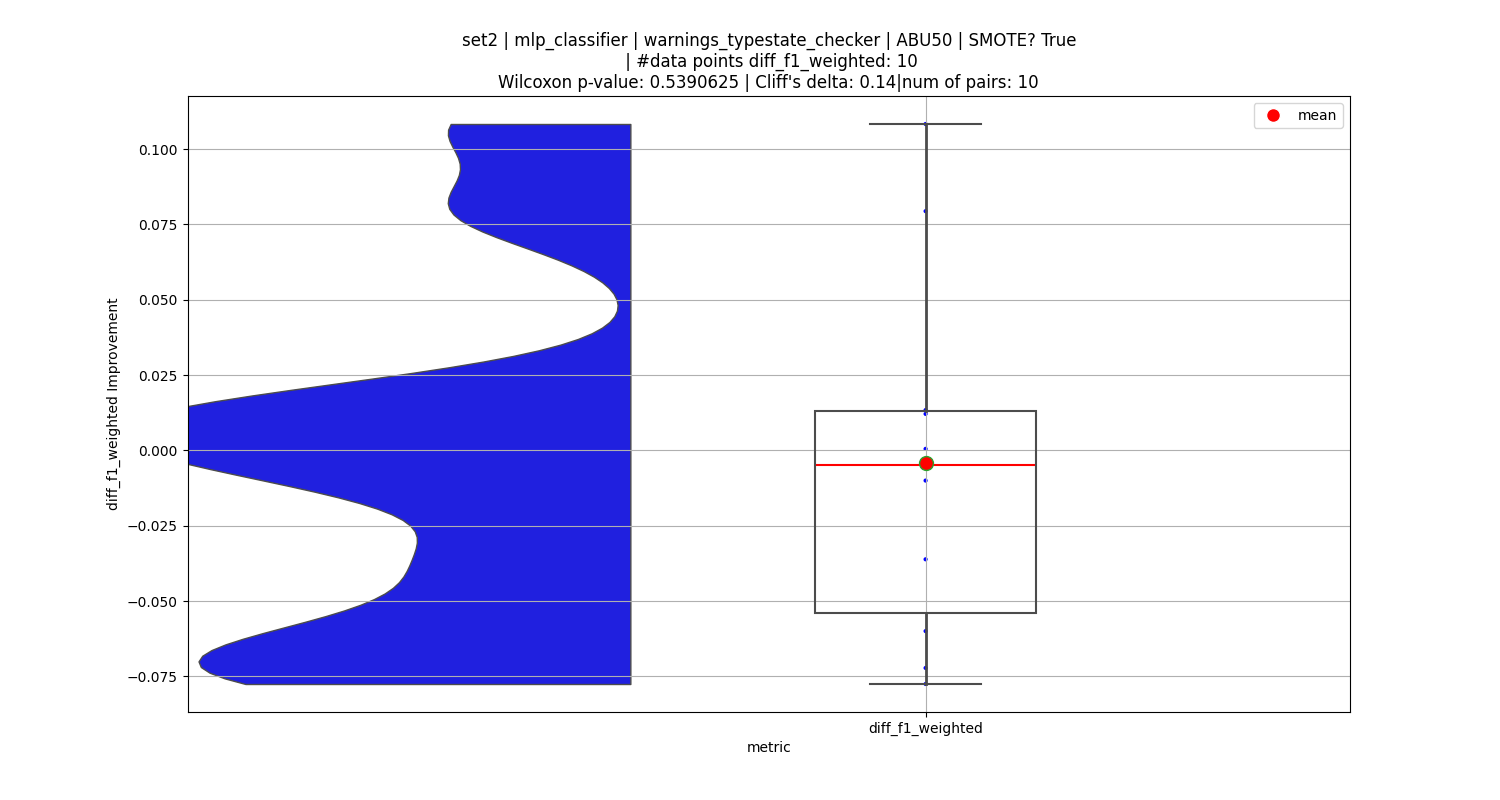 set2 | mlp_classifier | warnings_typestate_checker | ABU50 | SMOTE? True
| #data points diff_f1_weighted: 10
Wilcoxon p-value: 0.5390625 | Cliff's delta: 0.14|num of pairs: 10
mean
diff_f1_weighted Improvement
0.100
0.075
0.050
0.025
0.000
−0.025
−0.050
−0.075
diff_f1_weighted
metric